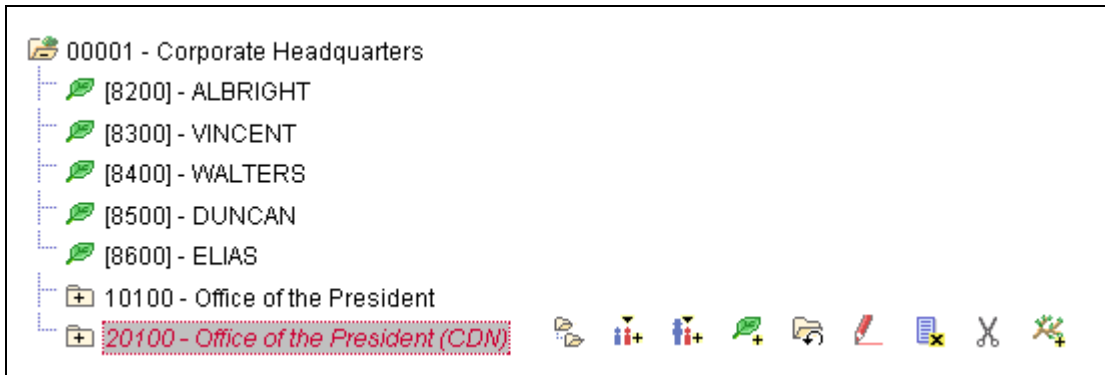 00001 - Corporate Headquarters
[8200] - ALBRIGHT
[8300] - VINCENT
[8400] - WALTERS
[8500] - DUNCAN
[8600] - ELIAS
10100 - Office of the President
20100 - Office of the President (CDN)